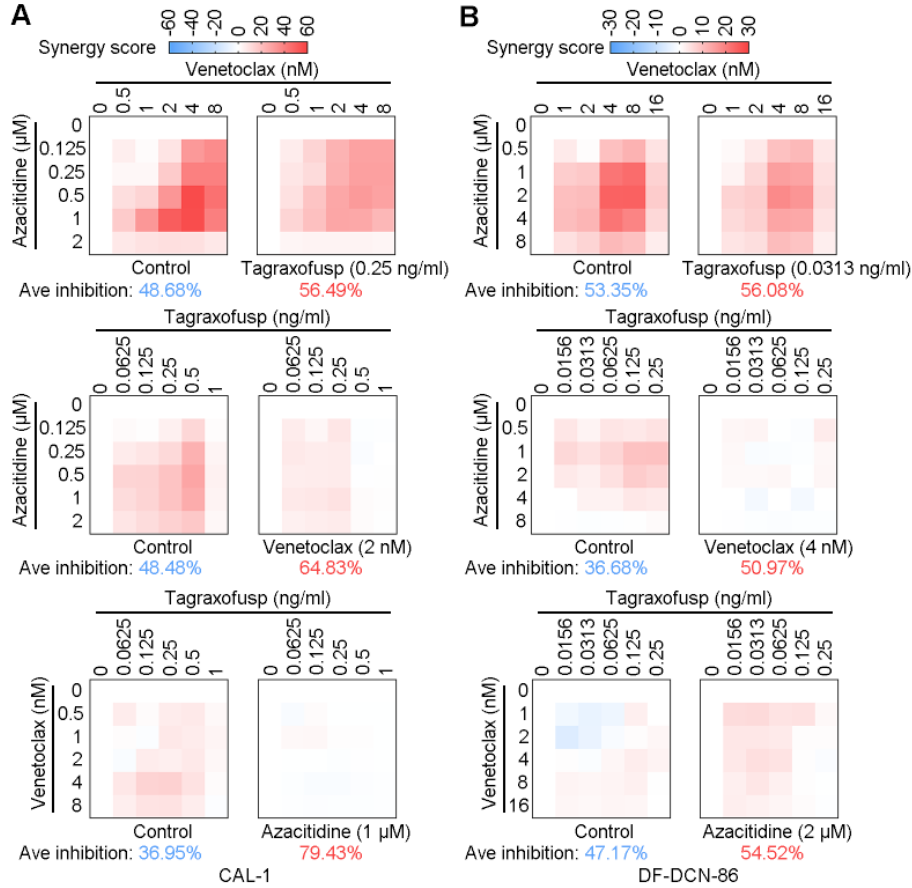 A
-60
-40
-20
0
20
40
60
Synergy score
Venetoclax (nM)
0 0.5 1 2 4 8
0 0.5 1 2 4 8
Azacitidine (µM)
0
0.125
0.25
0.5
1
2
Control
Tagraxofusp (0.25 ng/ml)
Ave inhibition: 48.68%
56.49%
Tagraxofusp (ng/ml)
0 0.0625 0.125 0.25 0.5 1
0 0.0625 0.125 0.25 0.5 1
Azacitidine (µM)
0
0.125
0.25
0.5
1
2
Control
Venetoclax (2 nM)
Ave inhibition: 48.48%
64.83%
Tagraxofusp (ng/ml)
0 0.0625 0.125 0.25 0.5 1
0 0.0625 0.125 0.25 0.5 1
Venetoclax (nM)
0
0.5
1
2
4
8
Control
Azacitidine (1 µM)
Ave inhibition: 36.95%
79.43%
CAL-1
B
-30
-20
-10
0
10
20
30
Synergy score
Venetoclax (nM)
0 1 2 4 8 16
0 1 2 4 8 16
Azacitidine (µM)
0
0.5
1
2
4
8
Control
Tagraxofusp (0.0313 ng/ml)
Ave inhibition: 53.35%
56.08%
Tagraxofusp (ng/ml)
0 0.0156 0.0313 0.0625 0.125 0.25
0 0.0156 0.0313 0.0625 0.125 0.25
Azacitidine (µM)
0
0.5
1
2
4
8
Control
Venetoclax (4 nM)
Ave inhibition: 36.68%
50.97%
Tagraxofusp (ng/ml)
0 0.0156 0.0313 0.0625 0.125 0.25
0 0.0156 0.0313 0.0625 0.125 0.25
Venetoclax (nM)
0
1
2
4
8
16
Control
Azacitidine (2 µM)
Ave inhibition: 47.17%
54.52%
DF-DCN-86